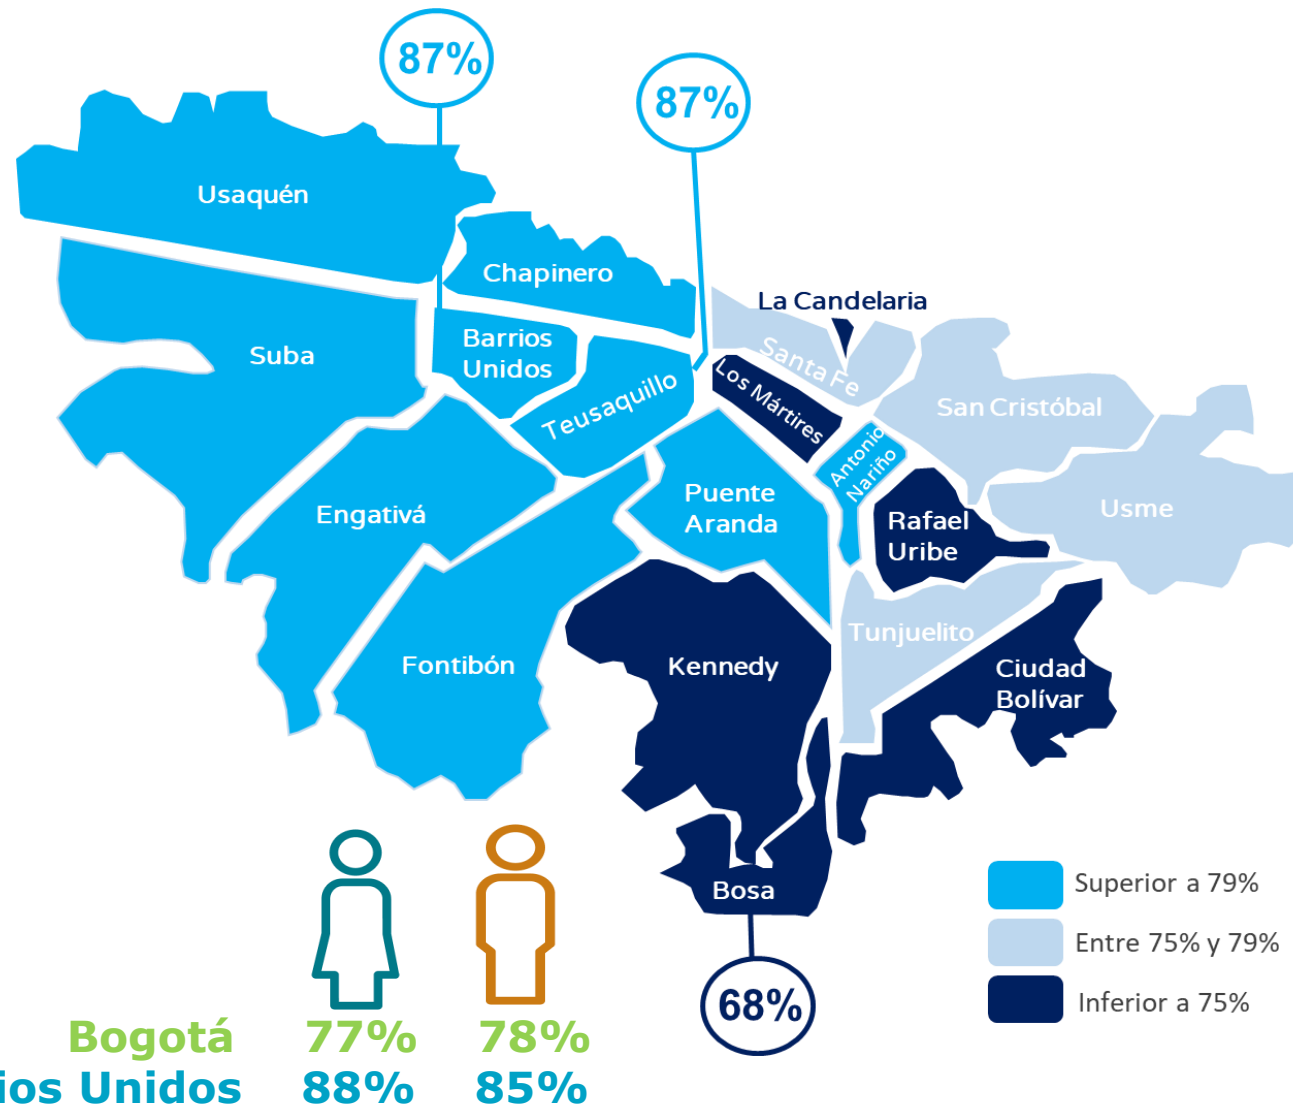 87%
87%
Usaquén
Chapinero
La Candelaria
Suba
Barrios
Unidos
Teusaquillo
Santa Fe
Los Mártires
San Cristóbal
Antonio
Nariño
Engativá
Puente
Aranda
Rafael
Uribe
Usme
Fontibón
Kennedy
Tunjuelito
Ciudad
Bolívar
Bosa
68%
Superior a 79%
Entre 75% y 79%
Inferior a 75%
Bogotá 77% 78%
ios Unidos 88% 85%